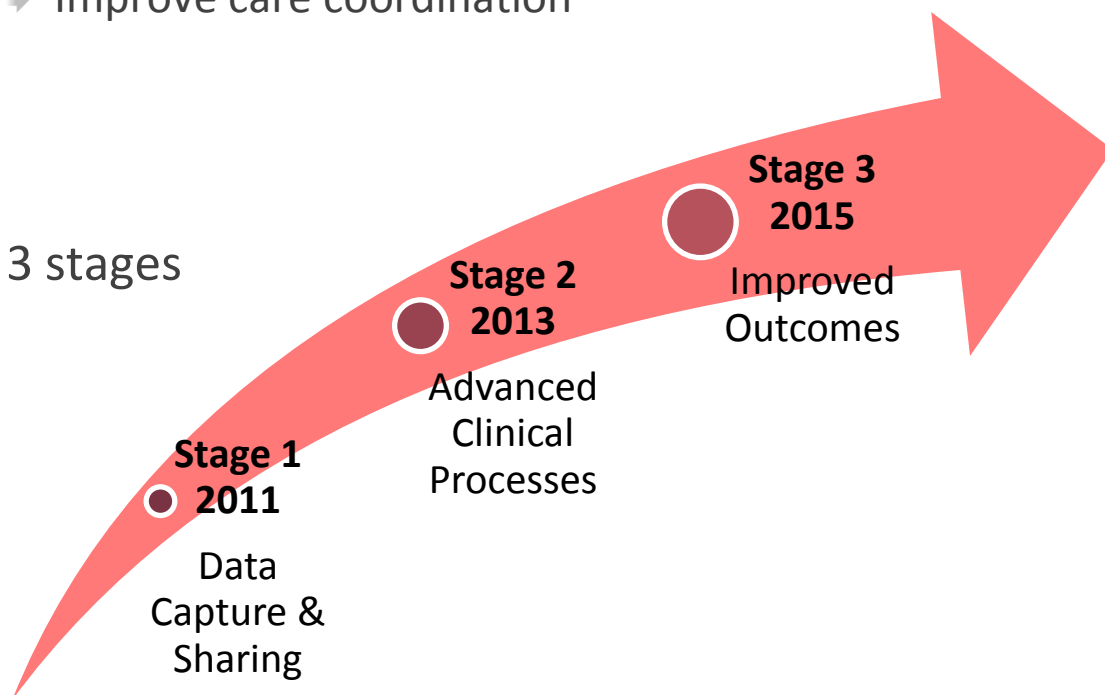 Improve care coordination
3 stages
Stage 1
2011
Data
Capture &
Sharing
Stage 2
2013
Advanced
Clinical
Processes
Stage 3
2015
Improved
Outcomes